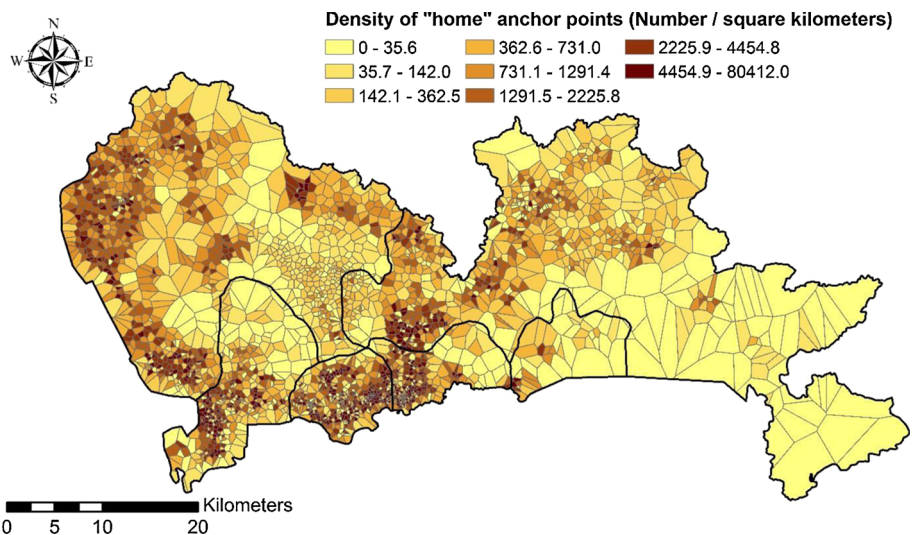 Density of "home" anchor points (Number / square kilometers)
N
W E
S
0 - 35.6 362.6 - 731.0 2225.9 - 4454.8
35.7 - 142.0 731.1 - 1291.4 4454.9 - 80412.0
142.1 - 362.5 1291.5 - 2225.8
Kilometers
0 5 10 20